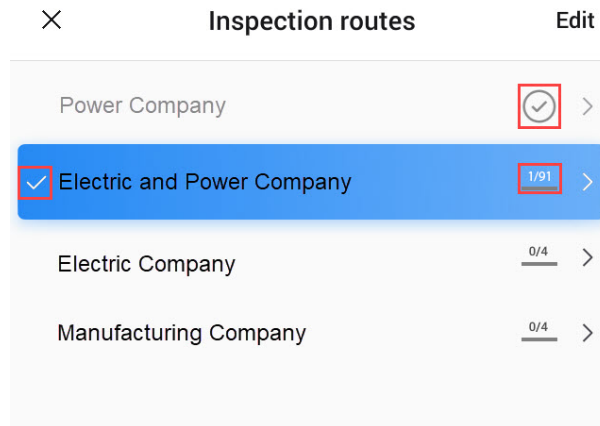 Inspection routes
Edit
Power Company
Electric and Power Company
1/91
Electric Company
0/4
Manufacturing Company
0/4